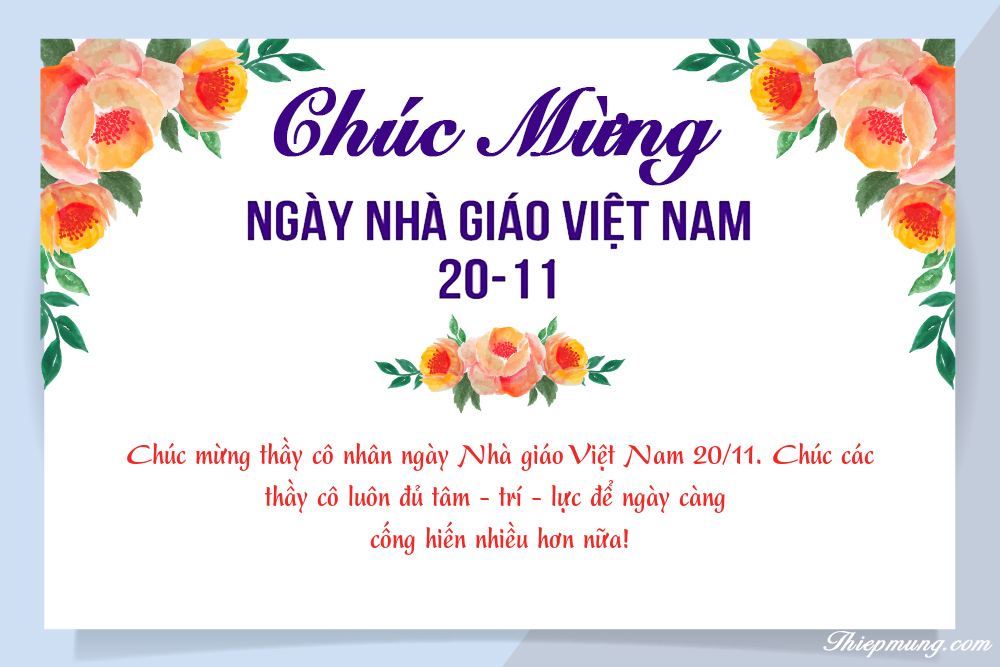 Chúc Mừng
NGÀY NHÀ GIÁO VIỆT NAM
20-11
Chúc mừng thầy cô nhân ngày Nhà giáo Việt Nam 20/11. Chúc các
thầy cô luôn đủ tâm - trí - lực để ngày càng
cống hiến nhiều hơn nữa!
Thiepmung.com